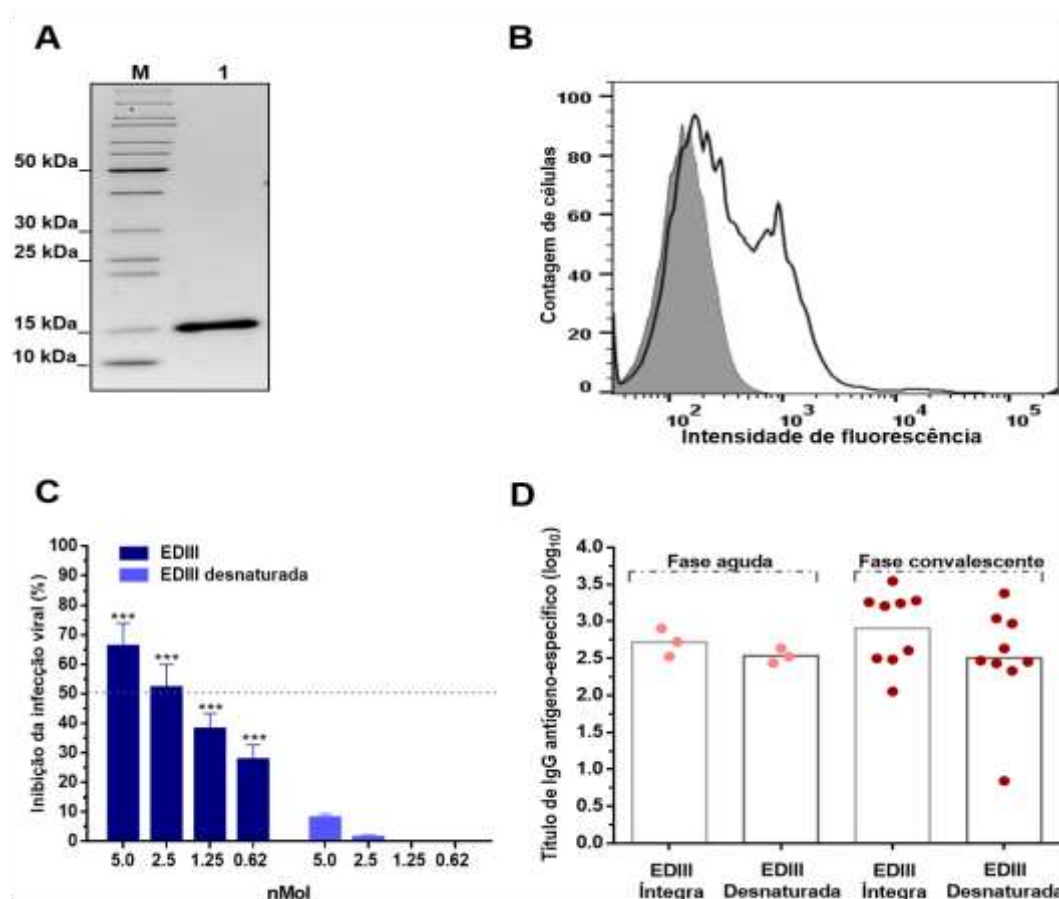 A
M 1
50 kDa
30 kDa
25 kDa
15 kDa
10 kDa
B
Contagem de células
100
80
60
40
20
0
10² 10³ 10⁴ 10⁵
Intensidade de fluorescência
C
EDIII
EDIII desnaturada
Inibição da infecção viral (%)
100
90
80
70
60
50
40
30
20
10
0
*** *** *** ***
5.0 2.5 1.25 0.62 5.0 2.5 1.25 0.62
nMol
D
Título de IgG antígeno-específico (log₁₀)
4.0
3.5
3.0
2.5
2.0
1.5
1.0
0.5
0.0
Fase aguda Fase convalescente
EDIII EDIII EDIII EDIII
Íntegra Desnaturada Íntegra Desnaturada